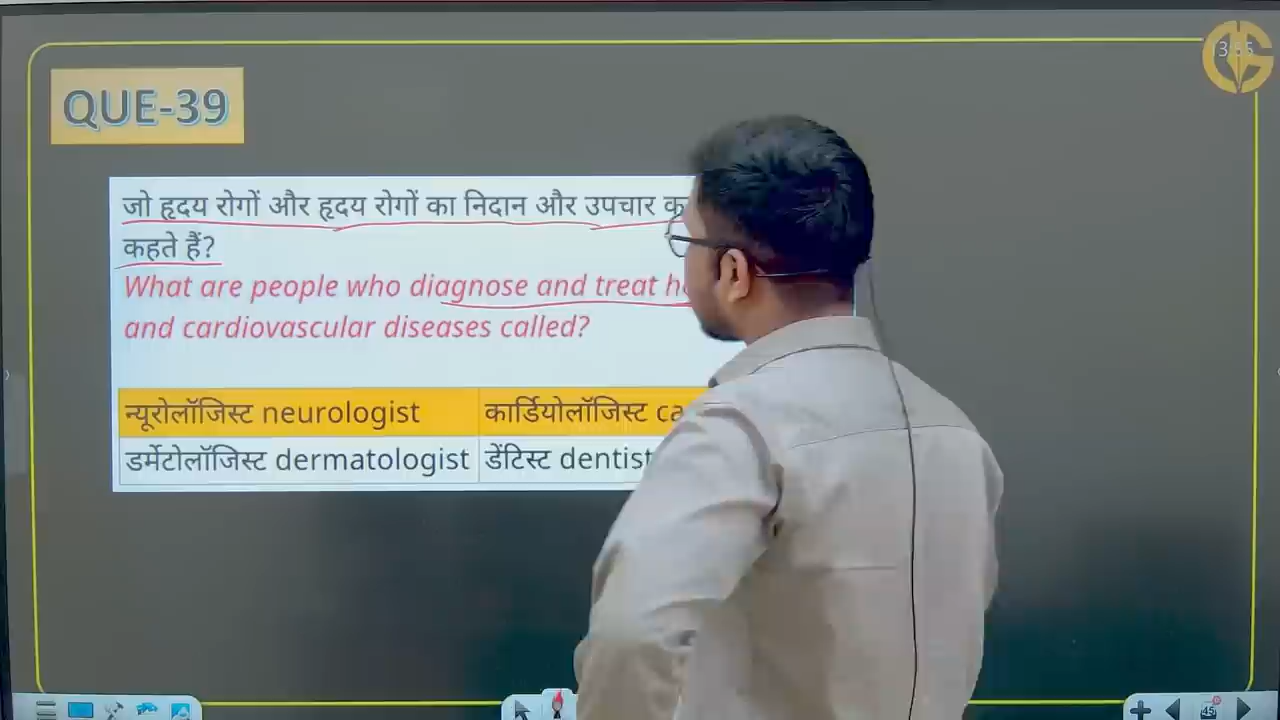 QUE-39
जो हृदय रोगों और हृदय रोगों का निदान और उपचार
कहते हैं?
What are people who diagnose and treat
and cardiovascular diseases called?
न्यूरोलॉजिस्ट neurologist कार्डियोलॉजिस्ट
डर्मेटोलॉजिस्ट dermatologist डेंटिस्ट dentist
45